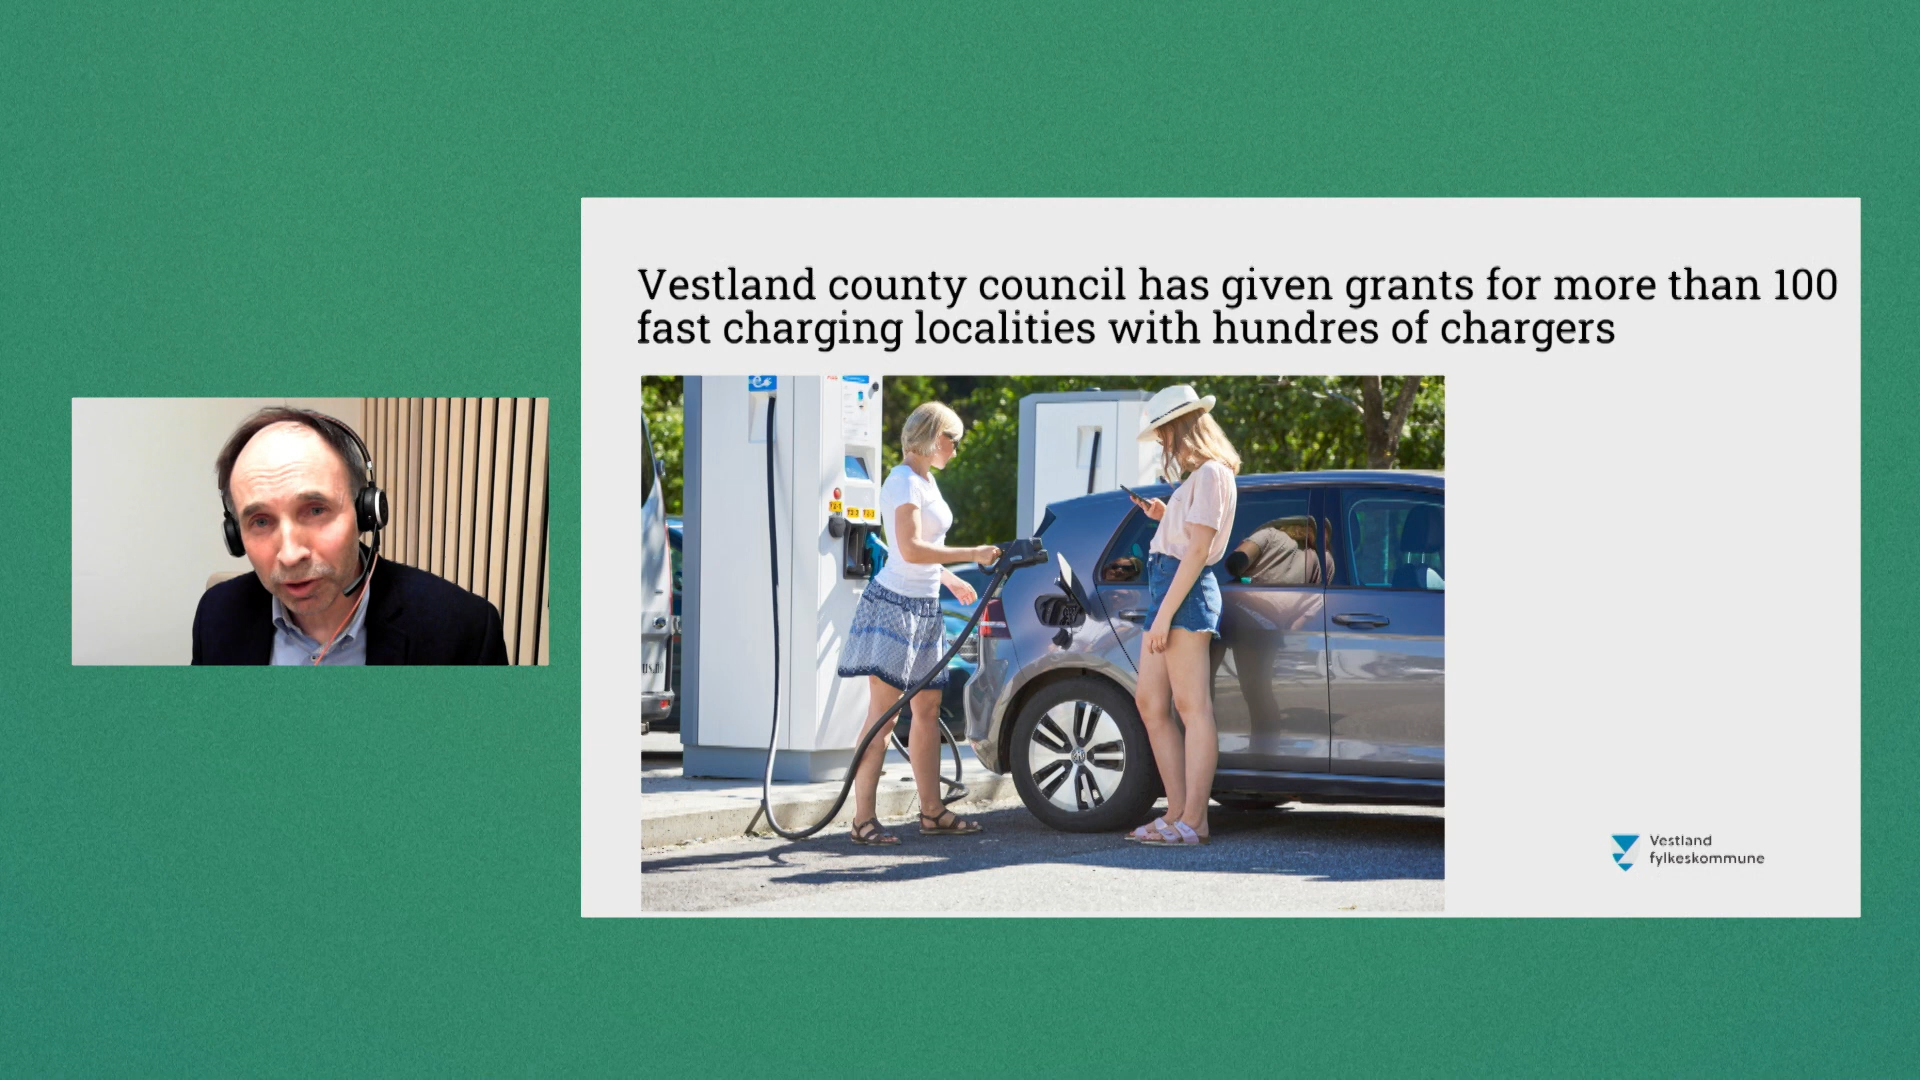 Vestland county council has given grants for more than 100
fast charging localities with hundres of chargers
Vestland
fylkeskommune